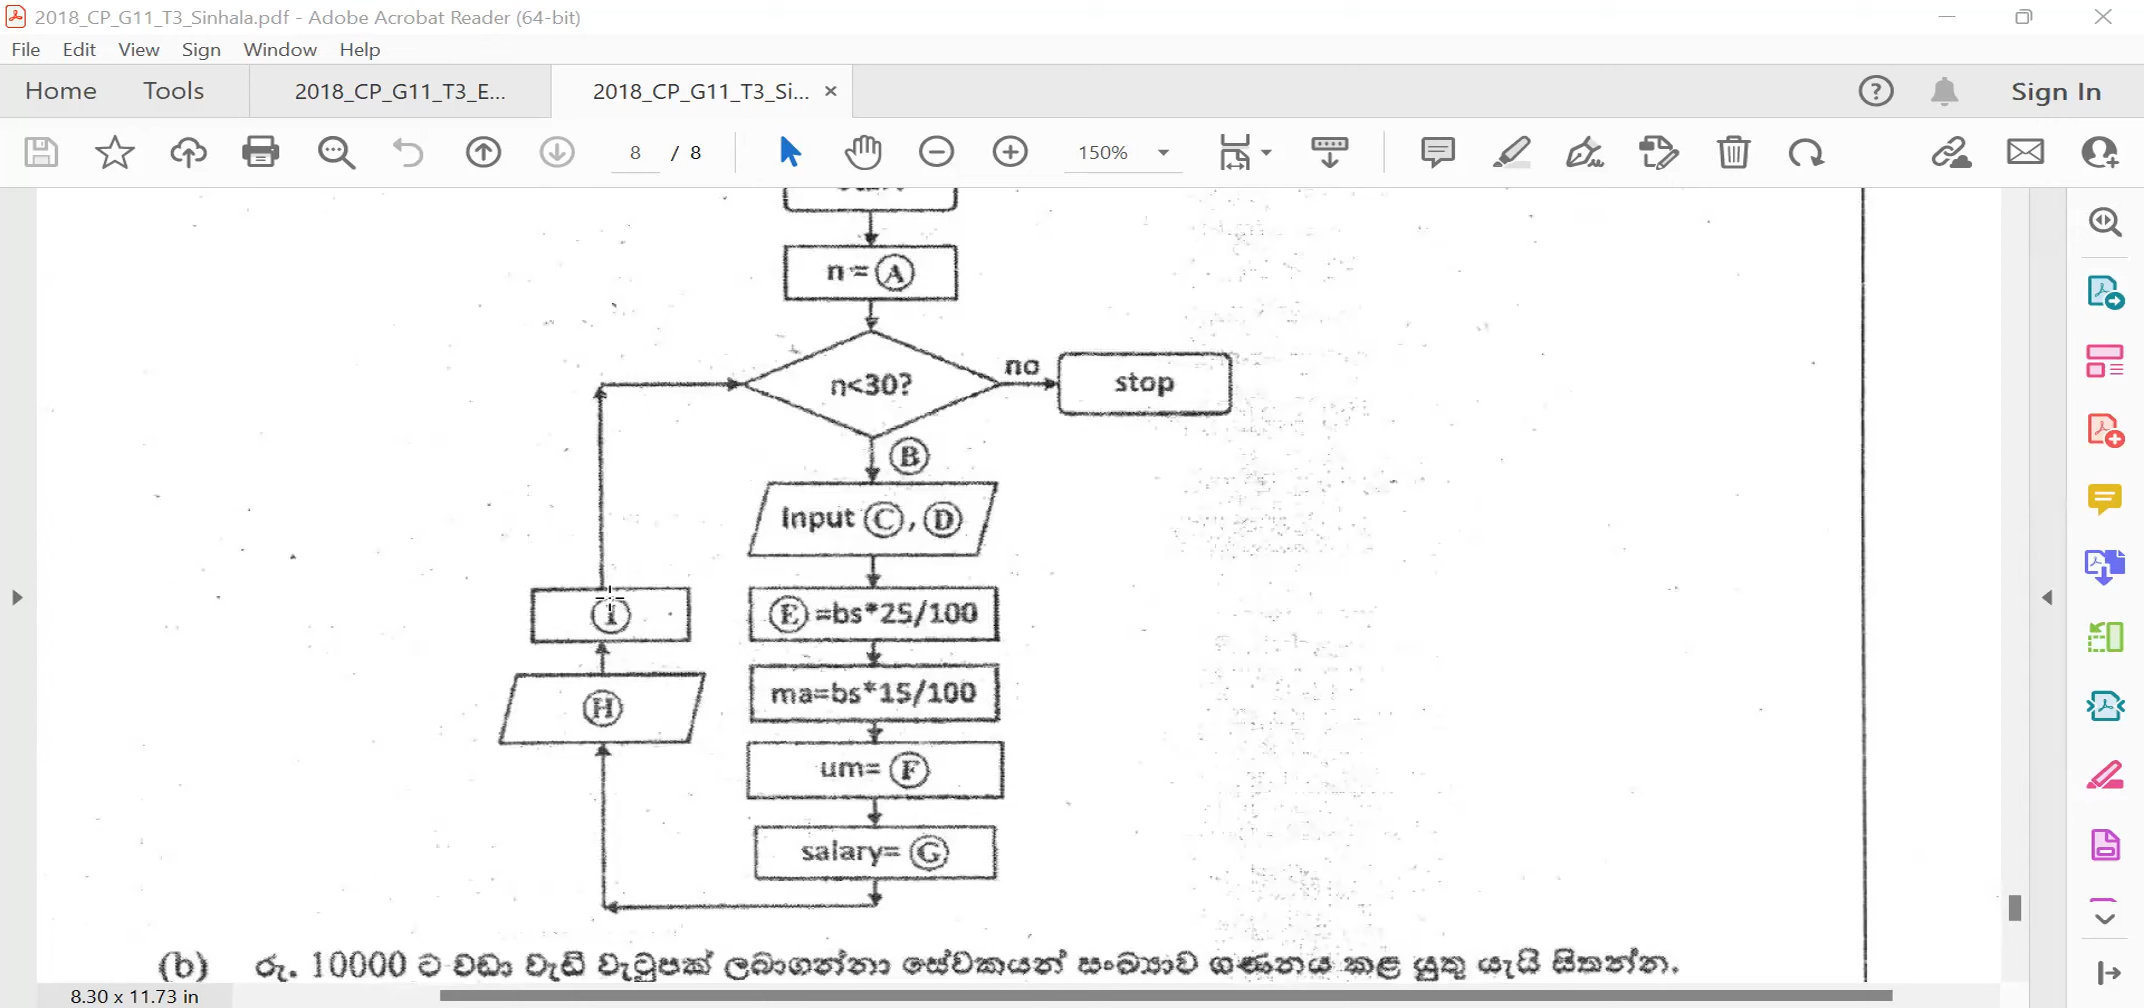 2018_CP_G11_T3_Sinhala.pdf - Adobe Acrobat Reader (64-bit)
File Edit View Sign Window Help
Home Tools 2018_CP_G11_T3_E... 2018_CP_G11_T3_Si... × Sign In
8 / 8 150%
n = A
n<30? no stop
B
Input C , D
I E =bs*25/100
H ma=bs*15/100
um= F
salary= G
(b) රු. 10000 ට වඩා වැඩි වැටුපක් ලබාගන්නා සේවකයන් සංඛ්‍යාව ගණනය කළ යුතු යැයි සිතන්න.
8.30 x 11.73 in